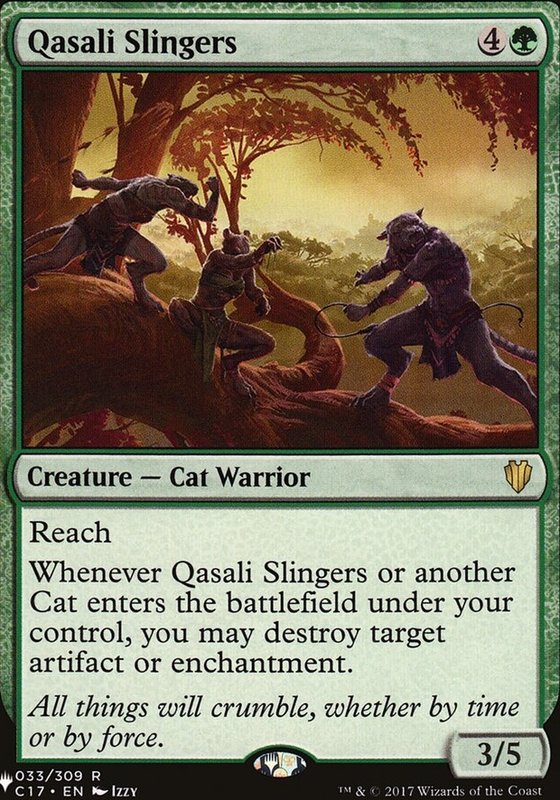 Qasali Slingers 4
Creature — Cat Warrior
Reach
Whenever Qasali Slingers or another
Cat enters the battlefield under your
control, you may destroy target
artifact or enchantment.
All things will crumble, whether by time
or by force.
3/5
033/309 R
C17 • EN Izzy
™ & © 2017 Wizards of the Coast